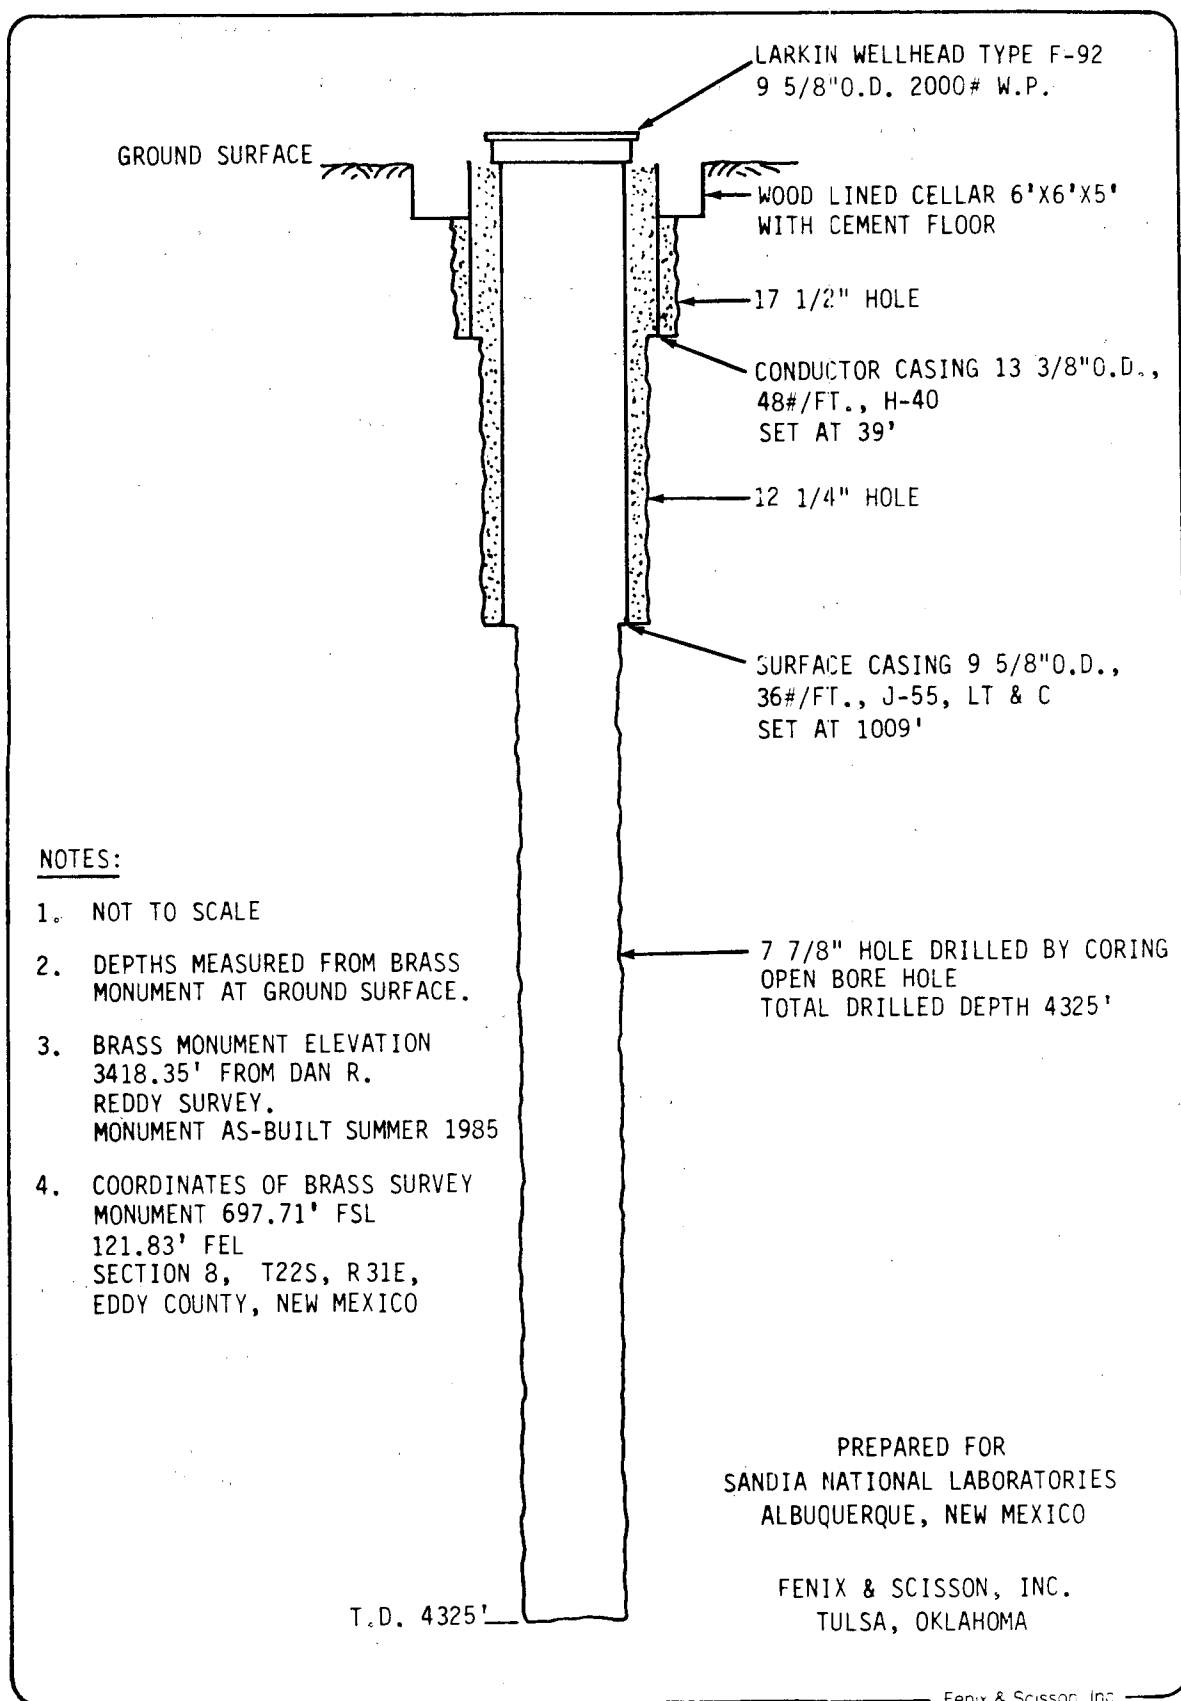 LARKIN WELLHEAD TYPE F-92
9 5/8"O.D. 2000# W.P.
GROUND SURFACE
WOOD LINED CELLAR 6'X6'X5'
WITH CEMENT FLOOR
17 1/2" HOLE
CONDUCTOR CASING 13 3/8"O.D.,
48#/FT., H-40
SET AT 39'
12 1/4" HOLE
SURFACE CASING 9 5/8"O.D.,
36#/FT., J-55, LT & C
SET AT 1009'
7 7/8" HOLE DRILLED BY CORING
OPEN BORE HOLE
TOTAL DRILLED DEPTH 4325'
NOTES:
1. NOT TO SCALE
2. DEPTHS MEASURED FROM BRASS
MONUMENT AT GROUND SURFACE.
3. BRASS MONUMENT ELEVATION
3418.35' FROM DAN R.
REDDY SURVEY.
MONUMENT AS-BUILT SUMMER 1985
4. COORDINATES OF BRASS SURVEY
MONUMENT 697.71' FSL
121.83' FEL
SECTION 8, T22S, R31E,
EDDY COUNTY, NEW MEXICO
T.D. 4325'
PREPARED FOR
SANDIA NATIONAL LABORATORIES
ALBUQUERQUE, NEW MEXICO
FENIX & SCISSON, INC.
TULSA, OKLAHOMA
Fenix & Scisson, Inc.